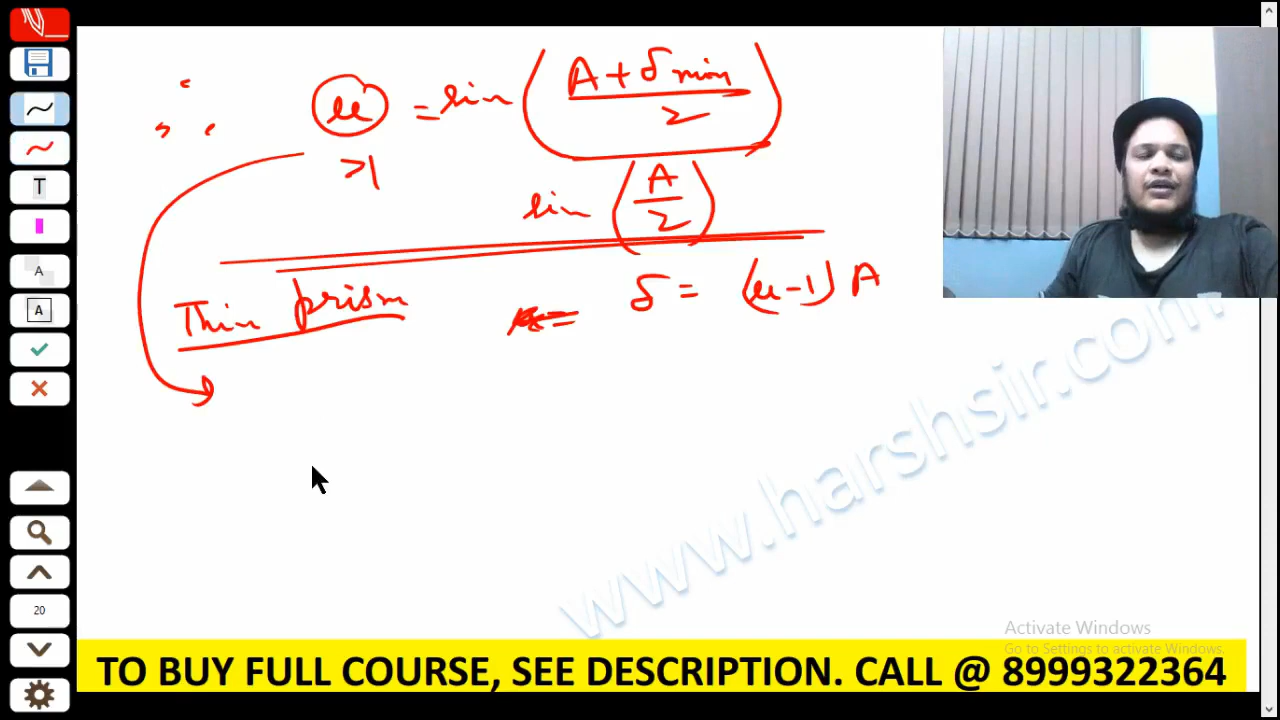 ∴ μ = sin (A + δ min / 2)
>1
sin (A / 2)
Thin prism δ = (μ-1) A
www.harshsir.com
T
A
A
20
Activate Windows
Go to Settings to activate Windows.
TO BUY FULL COURSE, SEE DESCRIPTION. CALL @ 8999322364